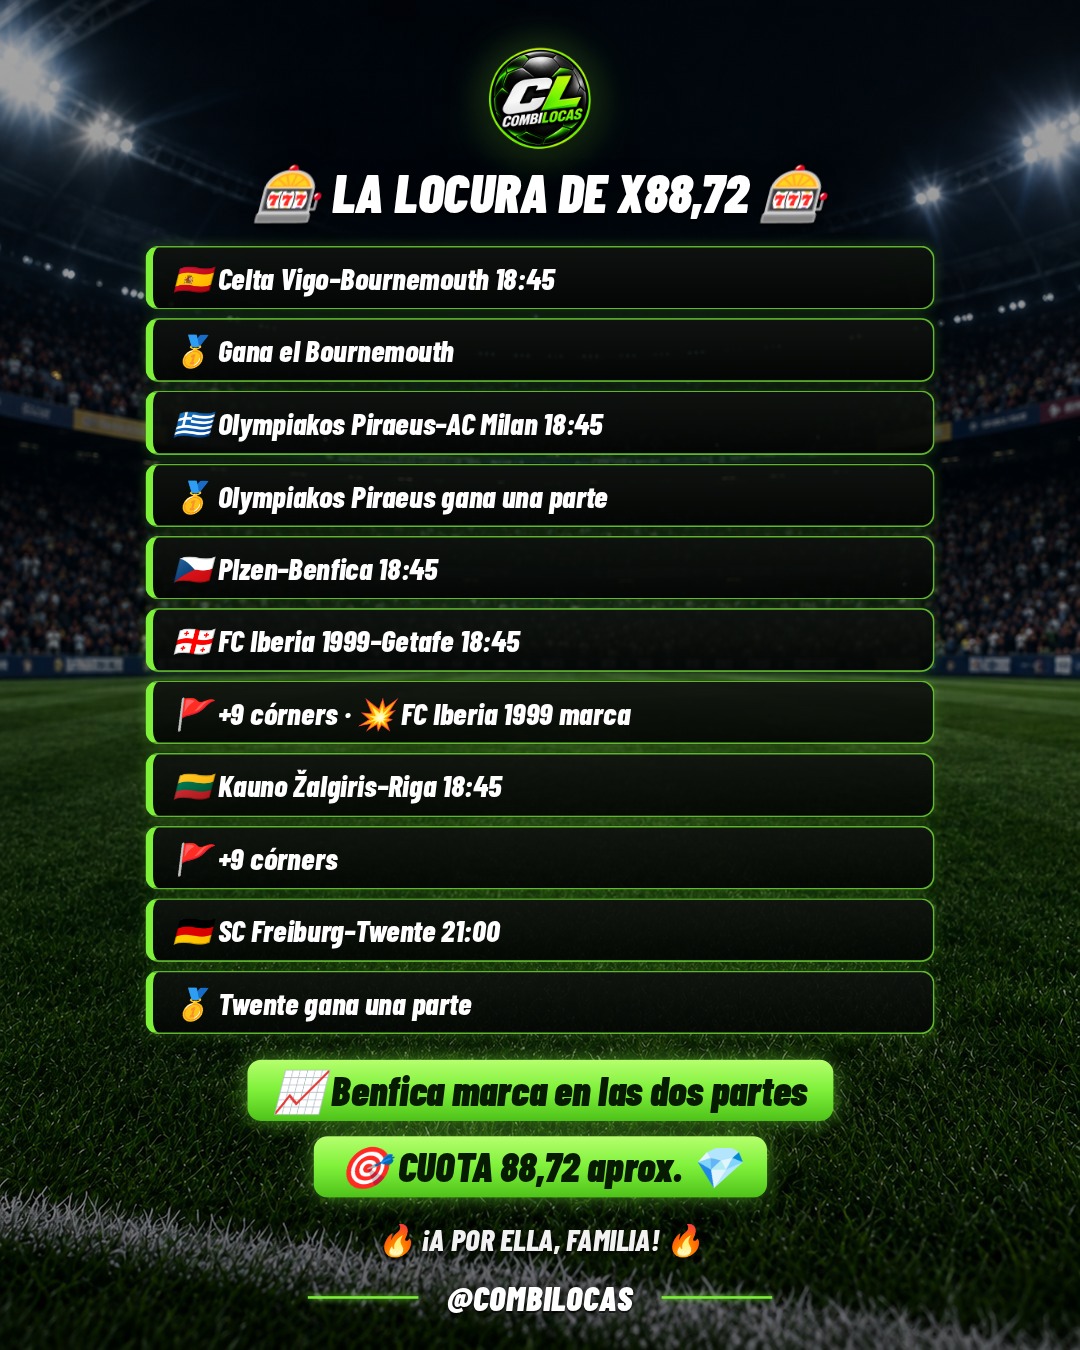 CL
COMBILOCAS
🎰 LA LOCURA DE X88,72 🎰
🇪🇸 Celta Vigo-Bournemouth 18:45
🥇 Gana el Bournemouth
🇬🇷 Olympiakos Piraeus-AC Milan 18:45
🥇 Olympiakos Piraeus gana una parte
🇨🇿 Plzen-Benfica 18:45
🇬🇪 FC Iberia 1999-Getafe 18:45
🚩 +9 córners · 💥 FC Iberia 1999 marca
🇱🇹 Kauno Žalgiris-Riga 18:45
🚩 +9 córners
🇩🇪 SC Freiburg-Twente 21:00
🥇 Twente gana una parte
📈 Benfica marca en las dos partes
🎯 CUOTA 88,72 aprox. 💎
🔥 ¡A POR ELLA, FAMILIA! 🔥
@COMBILOCAS